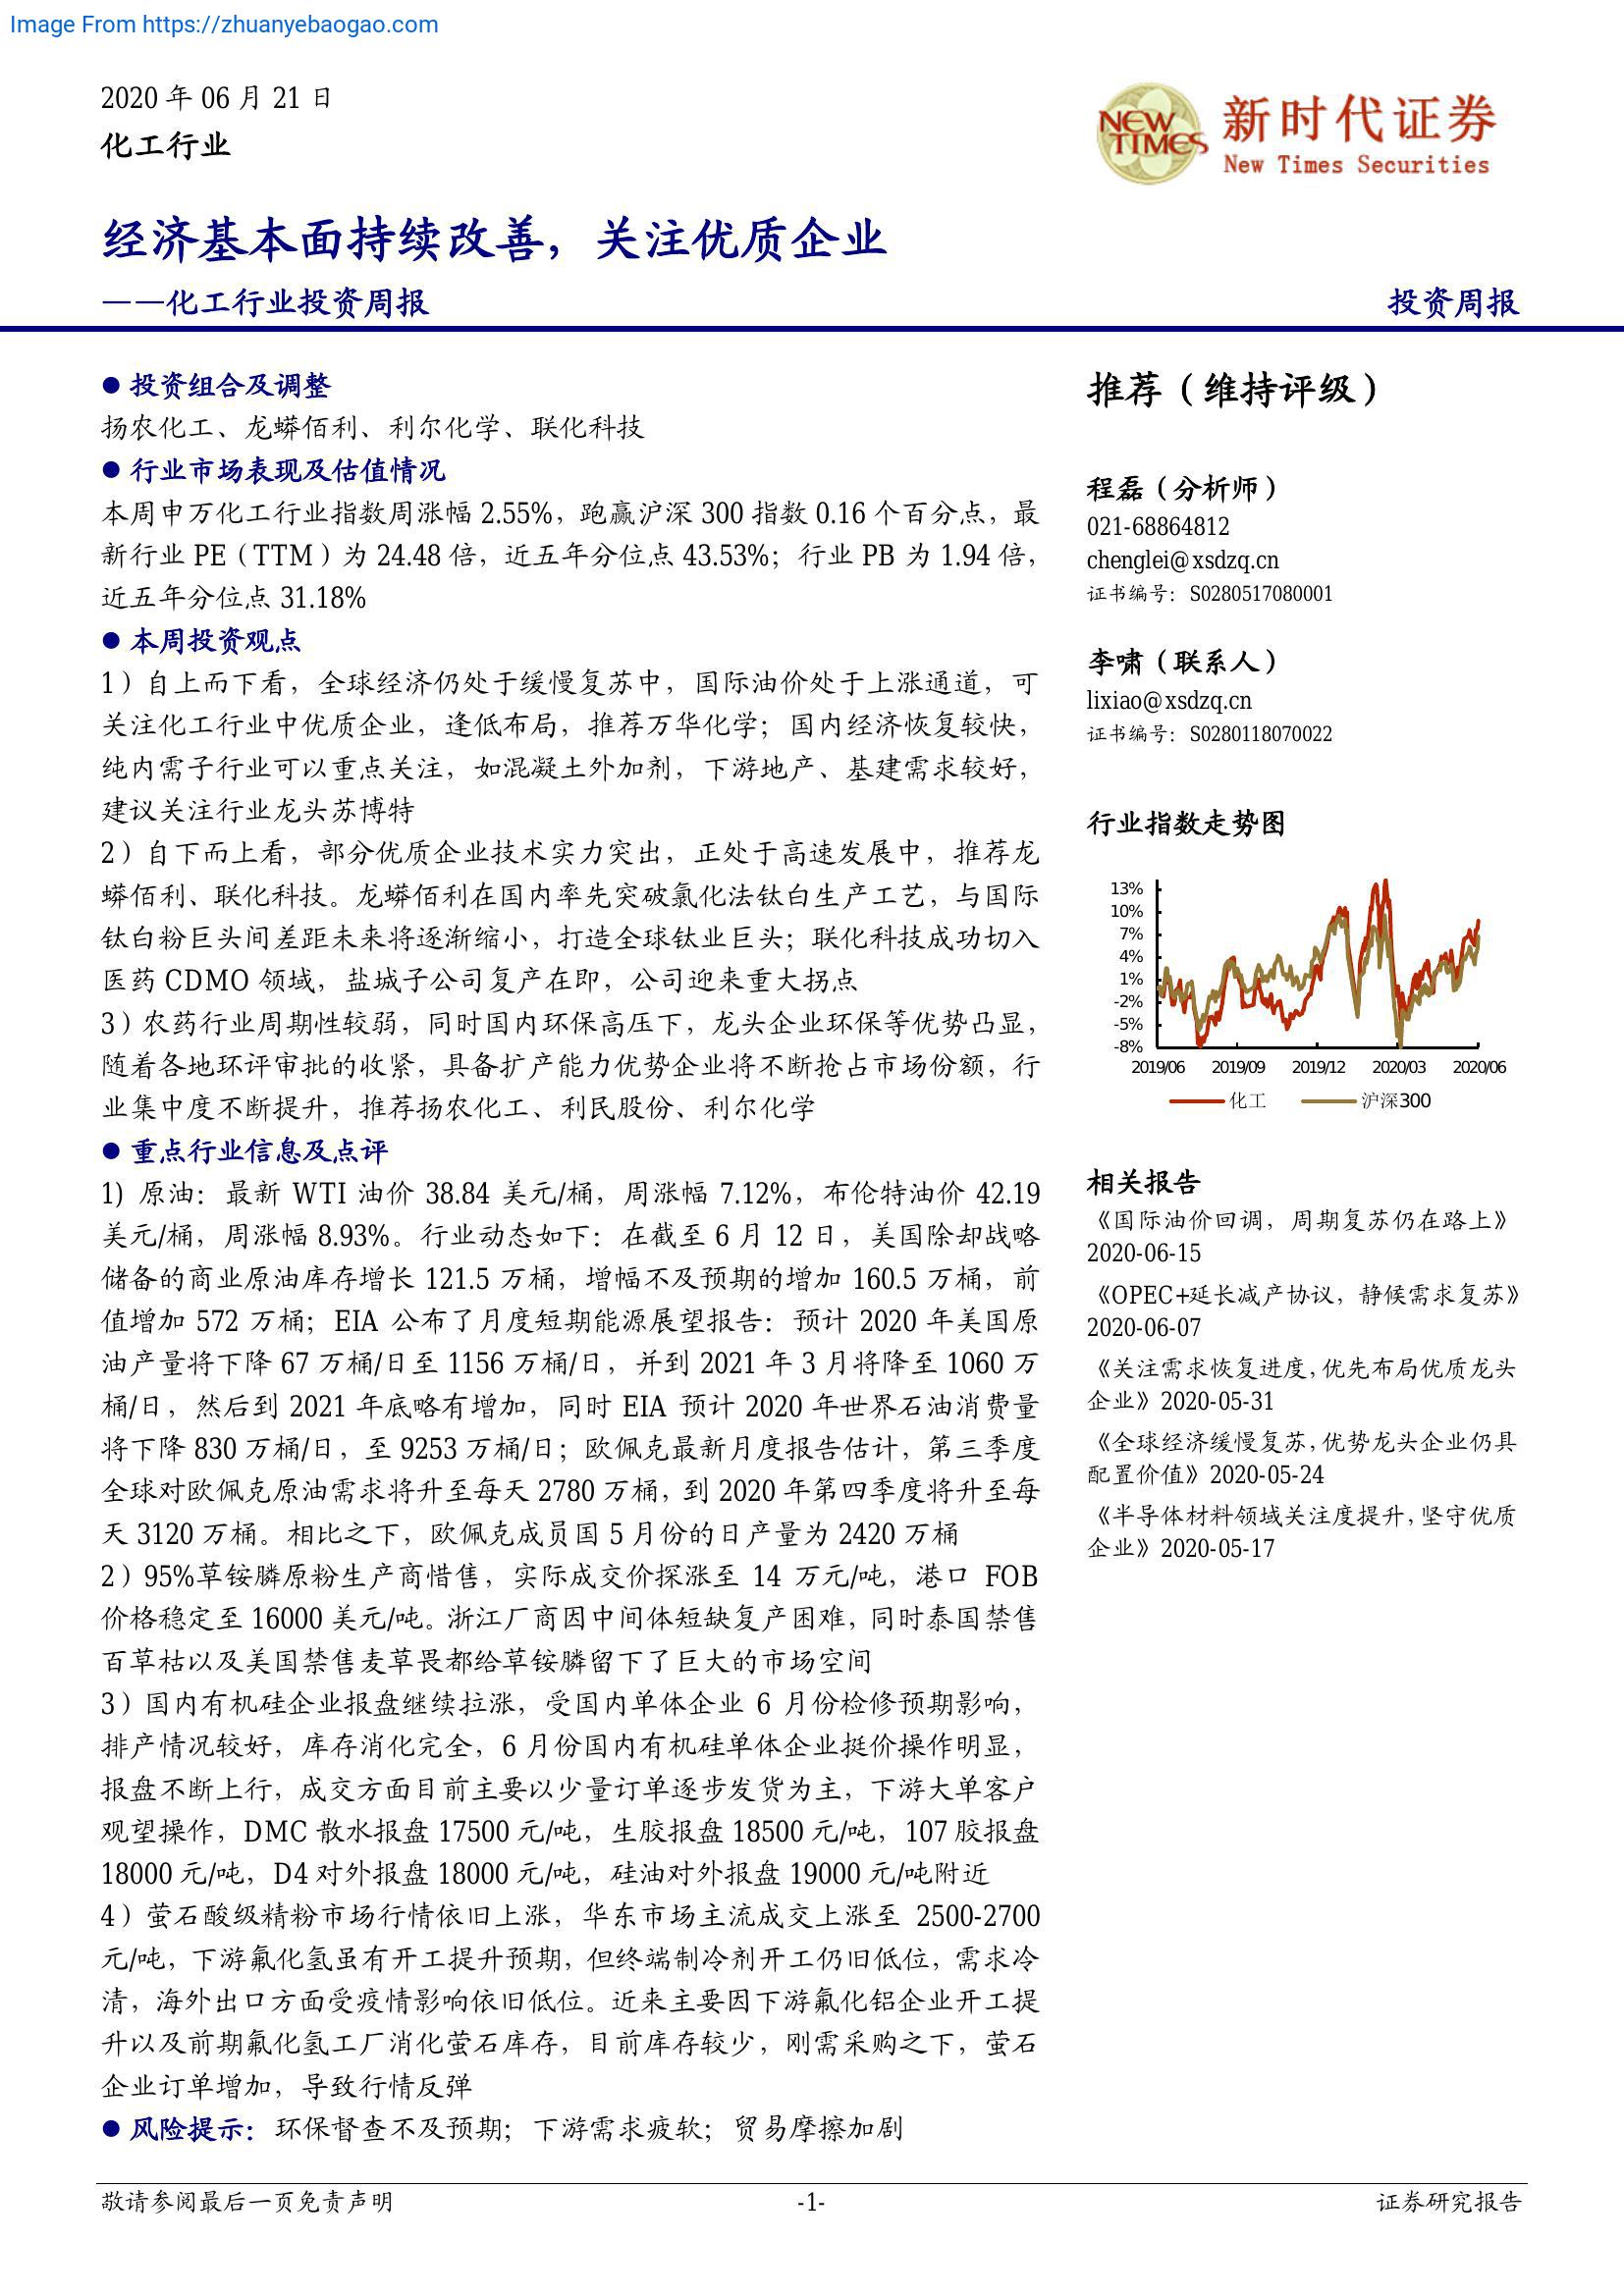 Image From https://zhuanyebaogao.com
2020 年 06 月 21 日
化工行业
NEW TIMES
新时代证券
New Times Securities
经济基本面持续改善，关注优质企业
——化工行业投资周报
投资周报
● 投资组合及调整
扬农化工、龙蟒佰利、利尔化学、联化科技
● 行业市场表现及估值情况
本周申万化工行业指数周涨幅 2.55%，跑赢沪深 300 指数 0.16 个百分点，最
新行业 PE（TTM）为 24.48 倍，近五年分位点 43.53%；行业 PB 为 1.94 倍，
近五年分位点 31.18%
● 本周投资观点
1）自上而下看，全球经济仍处于缓慢复苏中，国际油价处于上涨通道，可
关注化工行业中优质企业，逢低布局，推荐万华化学；国内经济恢复较快，
纯内需子行业可以重点关注，如混凝土外加剂，下游地产、基建需求较好，
建议关注行业龙头苏博特
2）自下而上看，部分优质企业技术实力突出，正处于高速发展中，推荐龙
蟒佰利、联化科技。龙蟒佰利在国内率先突破氯化法钛白生产工艺，与国际
钛白粉巨头间差距未来将逐渐缩小，打造全球钛业巨头；联化科技成功切入
医药 CDMO 领域，盐城子公司复产在即，公司迎来重大拐点
3）农药行业周期性较弱，同时国内环保高压下，龙头企业环保等优势凸显，
随着各地环评审批的收紧，具备扩产能力优势企业将不断抢占市场份额，行
业集中度不断提升，推荐扬农化工、利民股份、利尔化学
● 重点行业信息及点评
1) 原油：最新 WTI 油价 38.84 美元/桶，周涨幅 7.12%，布伦特油价 42.19
美元/桶，周涨幅 8.93%。行业动态如下：在截至 6 月 12 日，美国除却战略
储备的商业原油库存增长 121.5 万桶，增幅不及预期的增加 160.5 万桶，前
值增加 572 万桶；EIA 公布了月度短期能源展望报告：预计 2020 年美国原
油产量将下降 67 万桶/日至 1156 万桶/日，并到 2021 年 3 月将降至 1060 万
桶/日，然后到 2021 年底略有增加，同时 EIA 预计 2020 年世界石油消费量
将下降 830 万桶/日，至 9253 万桶/日；欧佩克最新月度报告估计，第三季度
全球对欧佩克原油需求将升至每天 2780 万桶，到 2020 年第四季度将升至每
天 3120 万桶。相比之下，欧佩克成员国 5 月份的日产量为 2420 万桶
2）95%草铵膦原粉生产商惜售，实际成交价探涨至 14 万元/吨，港口 FOB
价格稳定至 16000 美元/吨。浙江厂商因中间体短缺复产困难，同时泰国禁售
百草枯以及美国禁售麦草畏都给草铵膦留下了巨大的市场空间
3）国内有机硅企业报盘继续拉涨，受国内单体企业 6 月份检修预期影响，
排产情况较好，库存消化完全，6 月份国内有机硅单体企业挺价操作明显，
报盘不断上行，成交方面目前主要以少量订单逐步发货为主，下游大单客户
观望操作，DMC 散水报盘 17500 元/吨，生胶报盘 18500 元/吨，107 胶报盘
18000 元/吨，D4 对外报盘 18000 元/吨，硅油对外报盘 19000 元/吨附近
4）萤石酸级精粉市场行情依旧上涨，华东市场主流成交上涨至 2500-2700
元/吨，下游氟化氢虽有开工提升预期，但终端制冷剂开工仍旧低位，需求冷
清，海外出口方面受疫情影响依旧低位。近来主要因下游氟化铝企业开工提
升以及前期氟化氢工厂消化萤石库存，目前库存较少，刚需采购之下，萤石
企业订单增加，导致行情反弹
● 风险提示：环保督查不及预期；下游需求疲软；贸易摩擦加剧
推荐（维持评级）
程磊（分析师）
021-68864812
chenglei@xsdzq.cn
证书编号：S0280517080001
李啸（联系人）
lixiao@xsdzq.cn
证书编号：S0280118070022
行业指数走势图
13%
10%
7%
4%
1%
-2%
-5%
-8%
2019/06 2019/09 2019/12 2020/03 2020/06
化工 沪深300
相关报告
《国际油价回调，周期复苏仍在路上》
2020-06-15
《OPEC+延长减产协议，静候需求复苏》
2020-06-07
《关注需求恢复进度，优先布局优质龙头
企业》2020-05-31
《全球经济缓慢复苏，优势龙头企业仍具
配置价值》2020-05-24
《半导体材料领域关注度提升，坚守优质
企业》2020-05-17
敬请参阅最后一页免责声明
-1-
证券研究报告